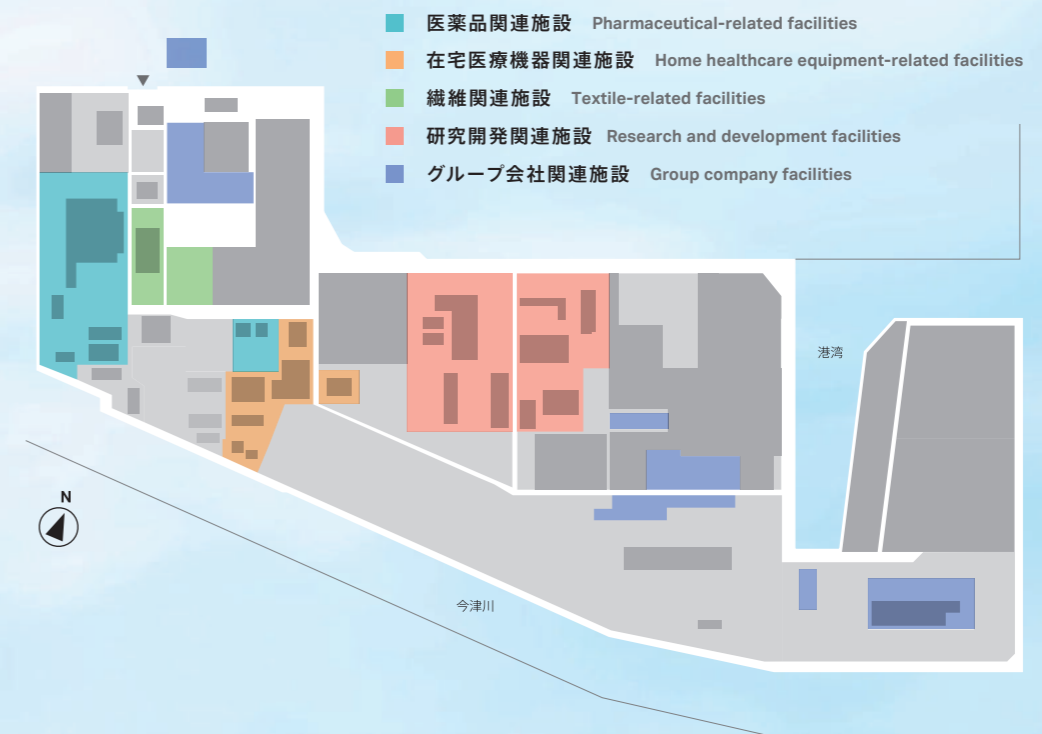 医薬品関連施設 Pharmaceutical-related facilities
在宅医療機器関連施設 Home healthcare equipment-related facilities
繊維関連施設 Textile-related facilities
研究開発関連施設 Research and development facilities
グループ会社関連施設 Group company facilities
港湾
N
今津川